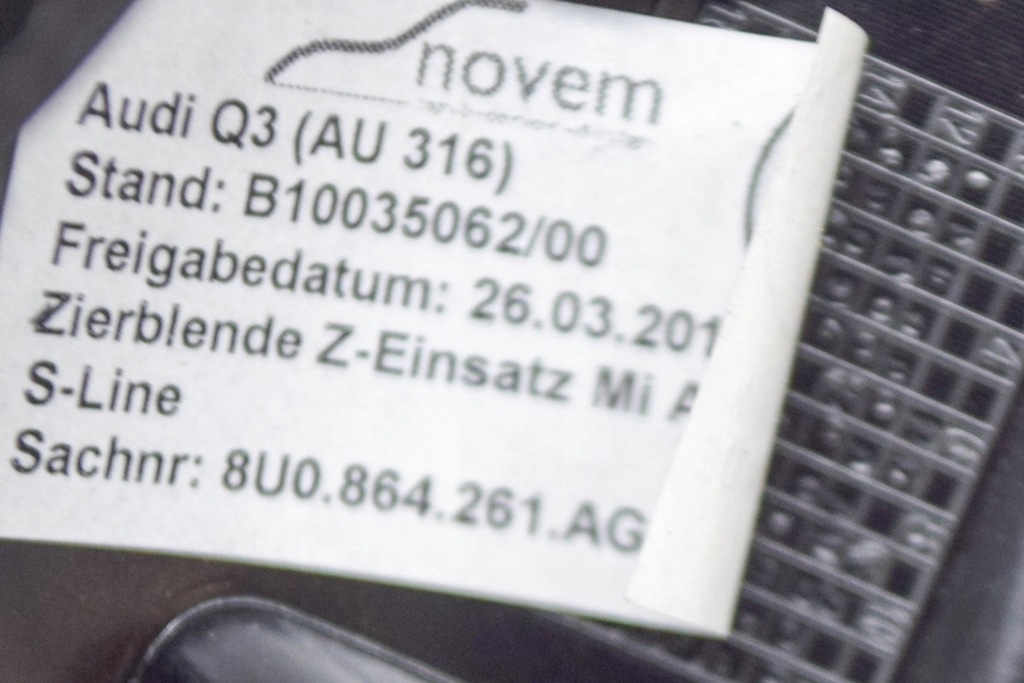 novem
Audi Q3 (AU 316)
Stand: B10035062/00
Freigabedatum: 26.03.201
Zierblende Z-Einsatz Mi A
S-Line
Sachnr: 8U0.864.261.AG